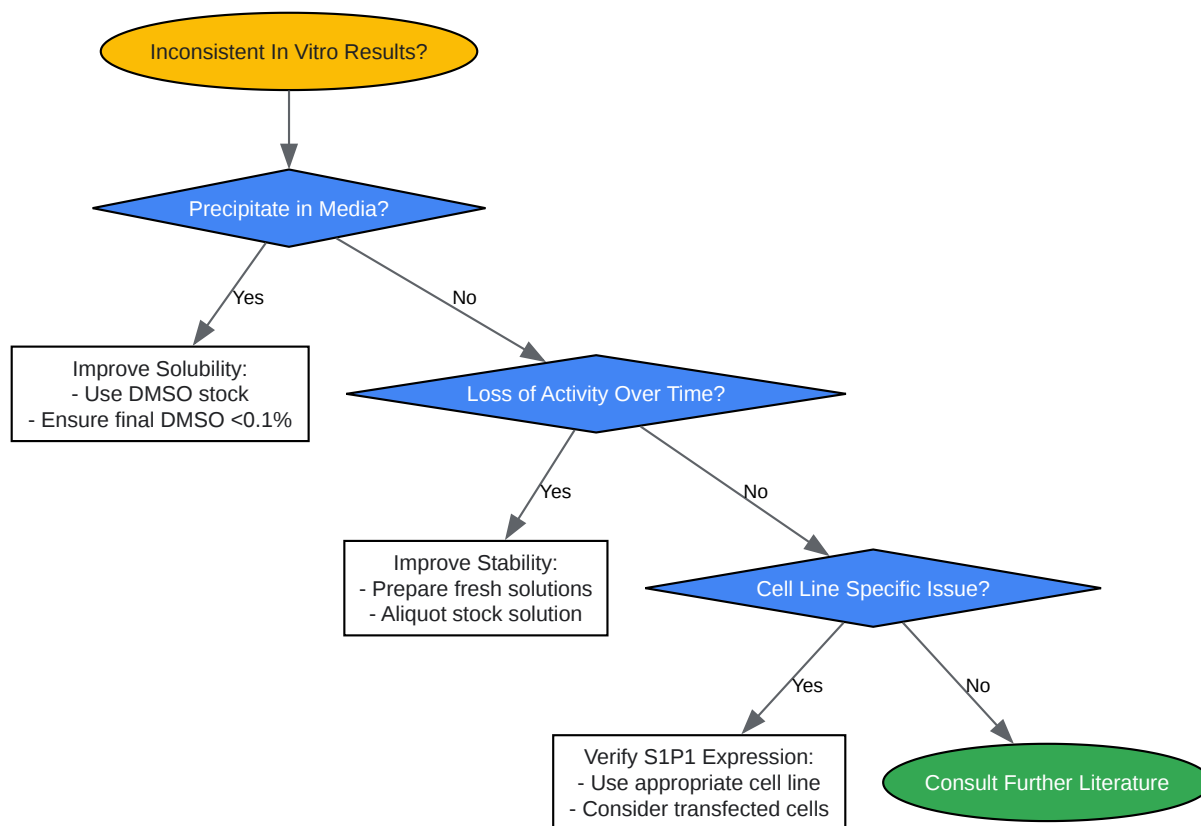 Inconsistent In Vitro Results?
Precipitate in Media?
Yes
No
Improve Solubility:
- Use DMSO stock
- Ensure final DMSO <0.1%
Loss of Activity Over Time?
Yes
No
Improve Stability:
- Prepare fresh solutions
- Aliquot stock solution
Cell Line Specific Issue?
Yes
No
Verify S1P1 Expression:
- Use appropriate cell line
- Consider transfected cells
Consult Further Literature